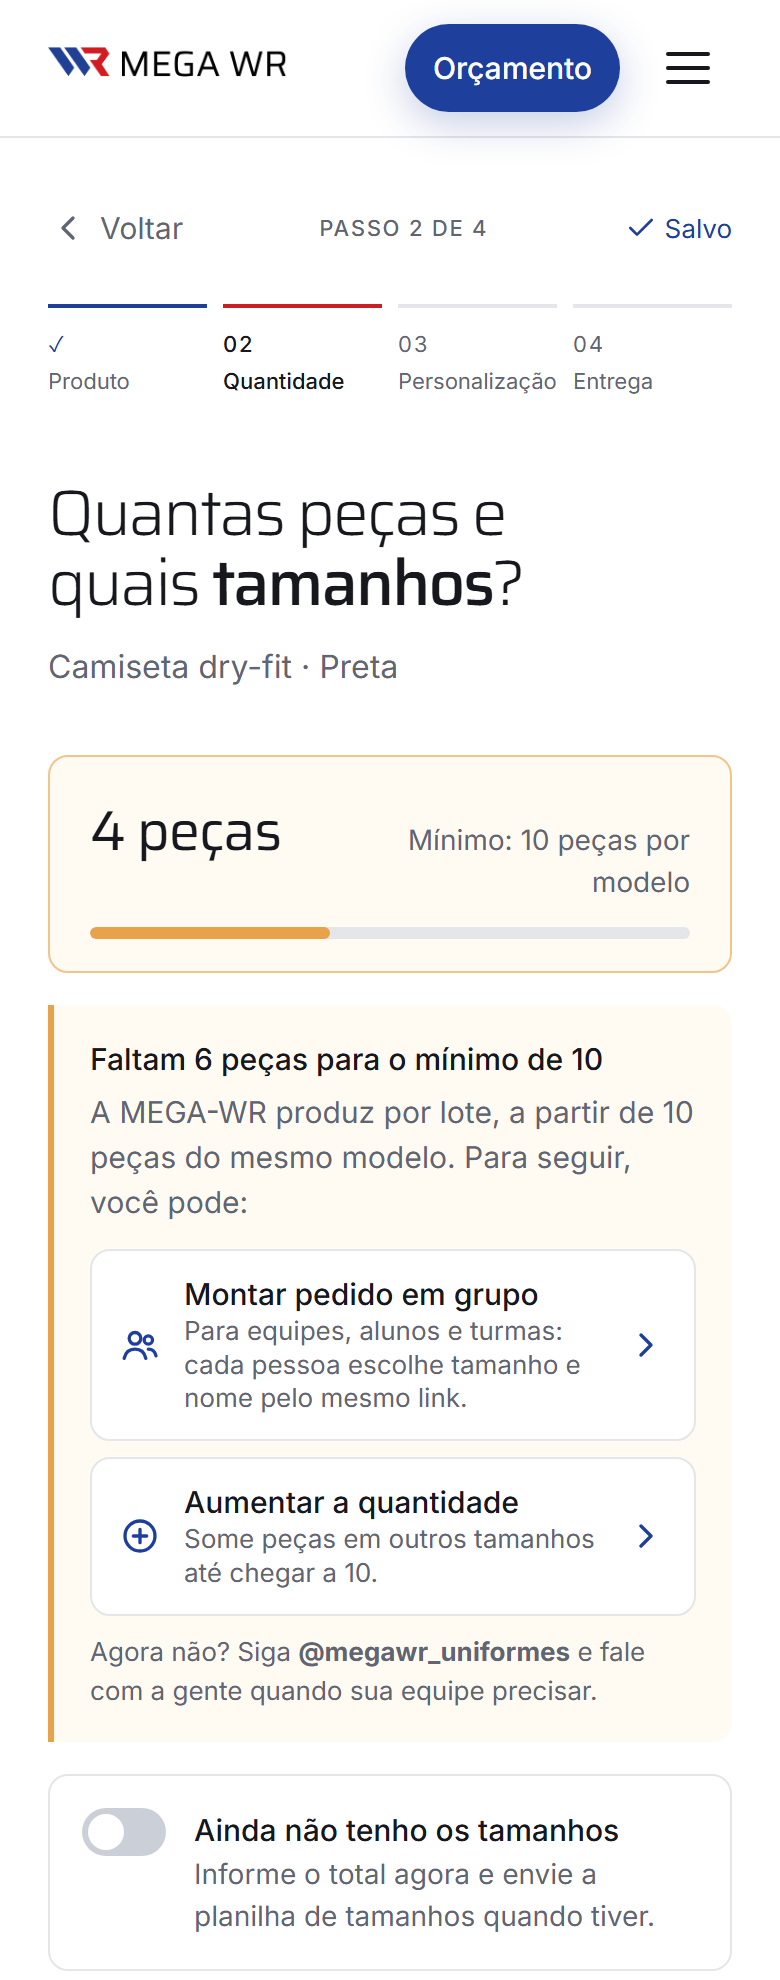 MEGA WR
Orçamento
Voltar
PASSO 2 DE 4
Salvo
✓
02
03
04
Produto
Quantidade
Personalização
Entrega
Quantas peças e
quais tamanhos?
Camiseta dry-fit · Preta
4 peças
Mínimo: 10 peças por
modelo
Faltam 6 peças para o mínimo de 10
A MEGA-WR produz por lote, a partir de 10
peças do mesmo modelo. Para seguir,
você pode:
Montar pedido em grupo
Para equipes, alunos e turmas:
cada pessoa escolhe tamanho e
nome pelo mesmo link.
Aumentar a quantidade
Some peças em outros tamanhos
até chegar a 10.
Agora não? Siga @megawr_uniformes e fale
com a gente quando sua equipe precisar.
Ainda não tenho os tamanhos
Informe o total agora e envie a
planilha de tamanhos quando tiver.